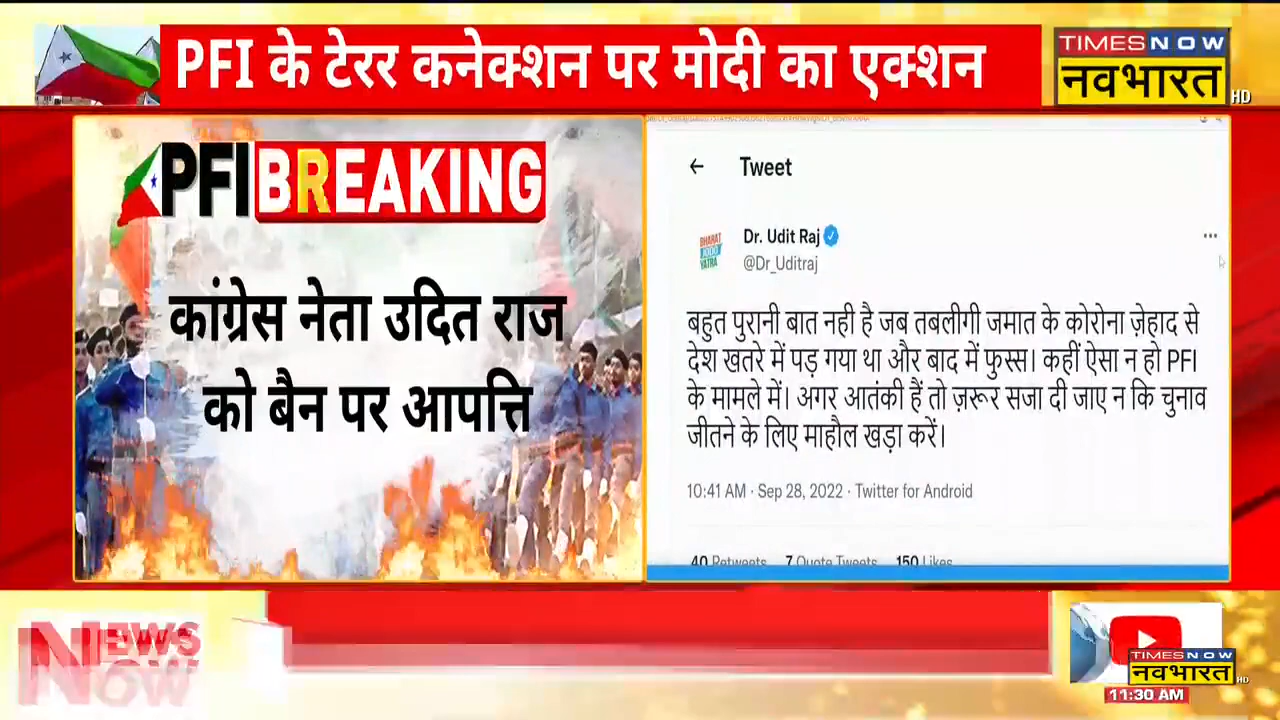 PFI के टेरर कनेक्शन पर मोदी का एक्शन
TIMES NOW
नवभारत
HD
PFI BREAKING
कांग्रेस नेता उदित राज
को बैन पर आपत्ति
Tweet
Dr. Udit Raj
@Dr_Uditraj
BHARAT
JODO
YATRA
बहुत पुरानी बात नही है जब तबलीगी जमात के कोरोना ज़ेहाद से
देश खतरे में पड़ गया था और बाद में फुस्स। कहीं ऐसा न हो PFI
के मामले में। अगर आतंकी हैं तो ज़रूर सजा दी जाए न कि चुनाव
जीतने के लिए माहौल खड़ा करें।
10:41 AM · Sep 28, 2022 · Twitter for Android
40 Retweets 7 Quote Tweets 150 Likes
NEWS
NOW
TIMES NOW
नवभारत
HD
11:30 AM